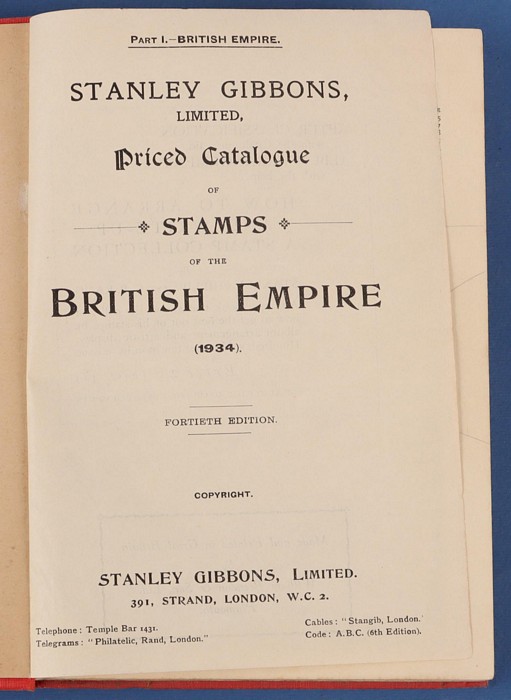 PART I.—BRITISH EMPIRE.
STANLEY GIBBONS,
LIMITED,
Priced Catalogue
OF
STAMPS
OF THE
BRITISH EMPIRE
(1934).
FORTIETH EDITION.
COPYRIGHT.
STANLEY GIBBONS, LIMITED.
391, STRAND, LONDON, W.C. 2.
Telephone: Temple Bar 1431.
Telegrams: "Philatelic, Rand, London."
Cables: "Stangib, London.'
Code: A.B.C. (6th Edition).